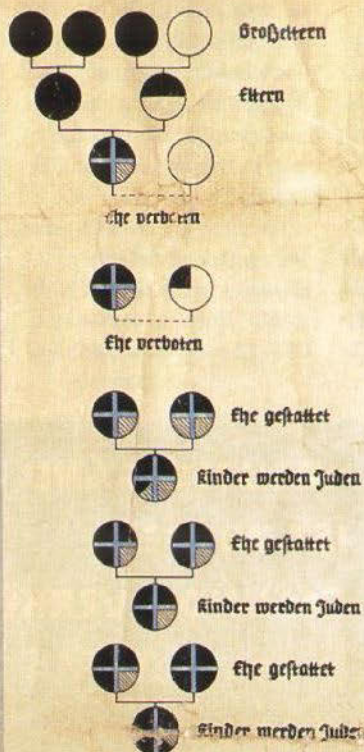 Großeltern
Eltern
Ehe verboten
Ehe verboten
Ehe gestattet
Kinder werden Juden
Ehe gestattet
Kinder werden Juden
Ehe gestattet
Kinder werden Juden